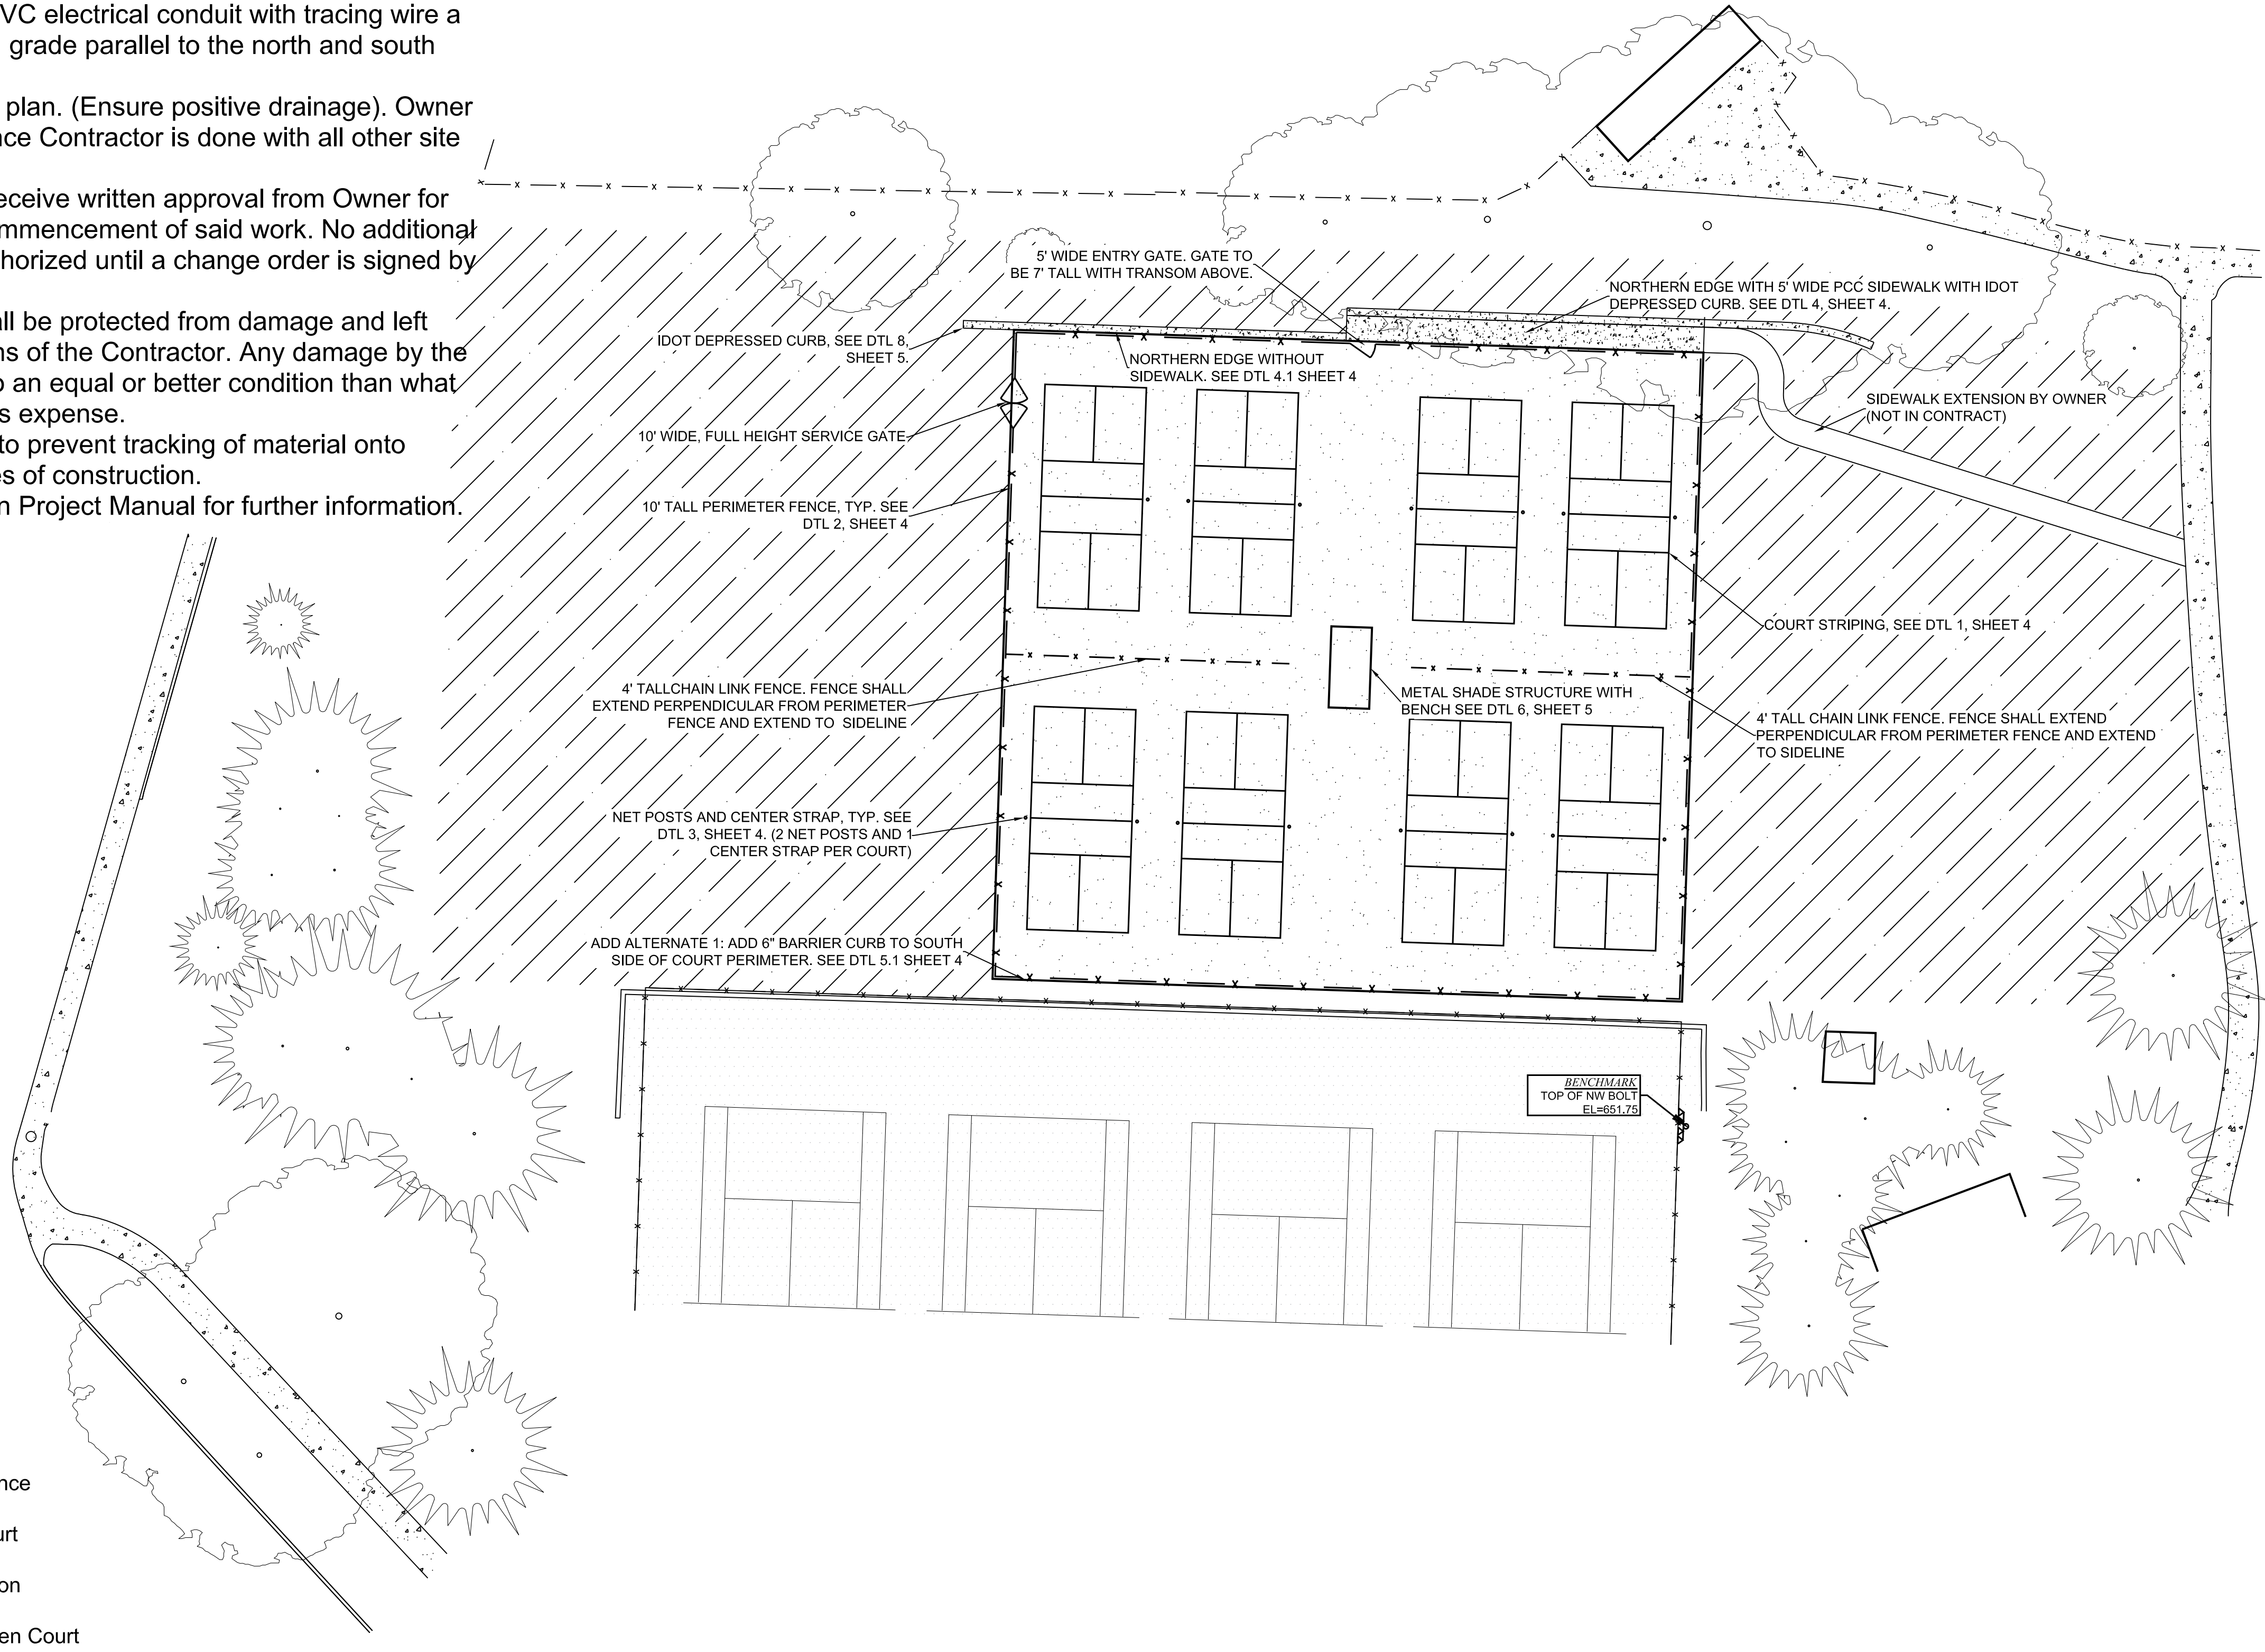 VC electrical conduit with tracing wire a
grade parallel to the north and south
plan. (Ensure positive drainage). Owner
nce Contractor is done with all other site
eceive written approval from Owner for
mmencement of said work. No additional
horized until a change order is signed by
all be protected from damage and left
ns of the Contractor. Any damage by the
o an equal or better condition than what
s expense.
to prevent tracking of material onto
es of construction.
n Project Manual for further information.
5' WIDE ENTRY GATE. GATE TO
BE 7' TALL WITH TRANSOM ABOVE.
NORTHERN EDGE WITH 5' WIDE PCC SIDEWALK WITH IDOT
DEPRESSED CURB. SEE DTL 4, SHEET 4.
IDOT DEPRESSED CURB, SEE DTL 8,
SHEET 5.
NORTHERN EDGE WITHOUT
SIDEWALK. SEE DTL 4.1 SHEET 4
SIDEWALK EXTENSION BY OWNER
(NOT IN CONTRACT)
10' WIDE, FULL HEIGHT SERVICE GATE
10' TALL PERIMETER FENCE, TYP. SEE
DTL 2, SHEET 4
COURT STRIPING, SEE DTL 1, SHEET 4
4' TALLCHAIN LINK FENCE. FENCE SHALL
EXTEND PERPENDICULAR FROM PERIMETER
FENCE AND EXTEND TO SIDELINE
METAL SHADE STRUCTURE WITH
BENCH SEE DTL 6, SHEET 5
4' TALL CHAIN LINK FENCE. FENCE SHALL EXTEND
PERPENDICULAR FROM PERIMETER FENCE AND EXTEND
TO SIDELINE
NET POSTS AND CENTER STRAP, TYP. SEE
DTL 3, SHEET 4. (2 NET POSTS AND 1
CENTER STRAP PER COURT)
ADD ALTERNATE 1: ADD 6" BARRIER CURB TO SOUTH
SIDE OF COURT PERIMETER. SEE DTL 5.1 SHEET 4
BENCHMARK
TOP OF NW BOLT
EL=651.75
nce
urt
on
en Court